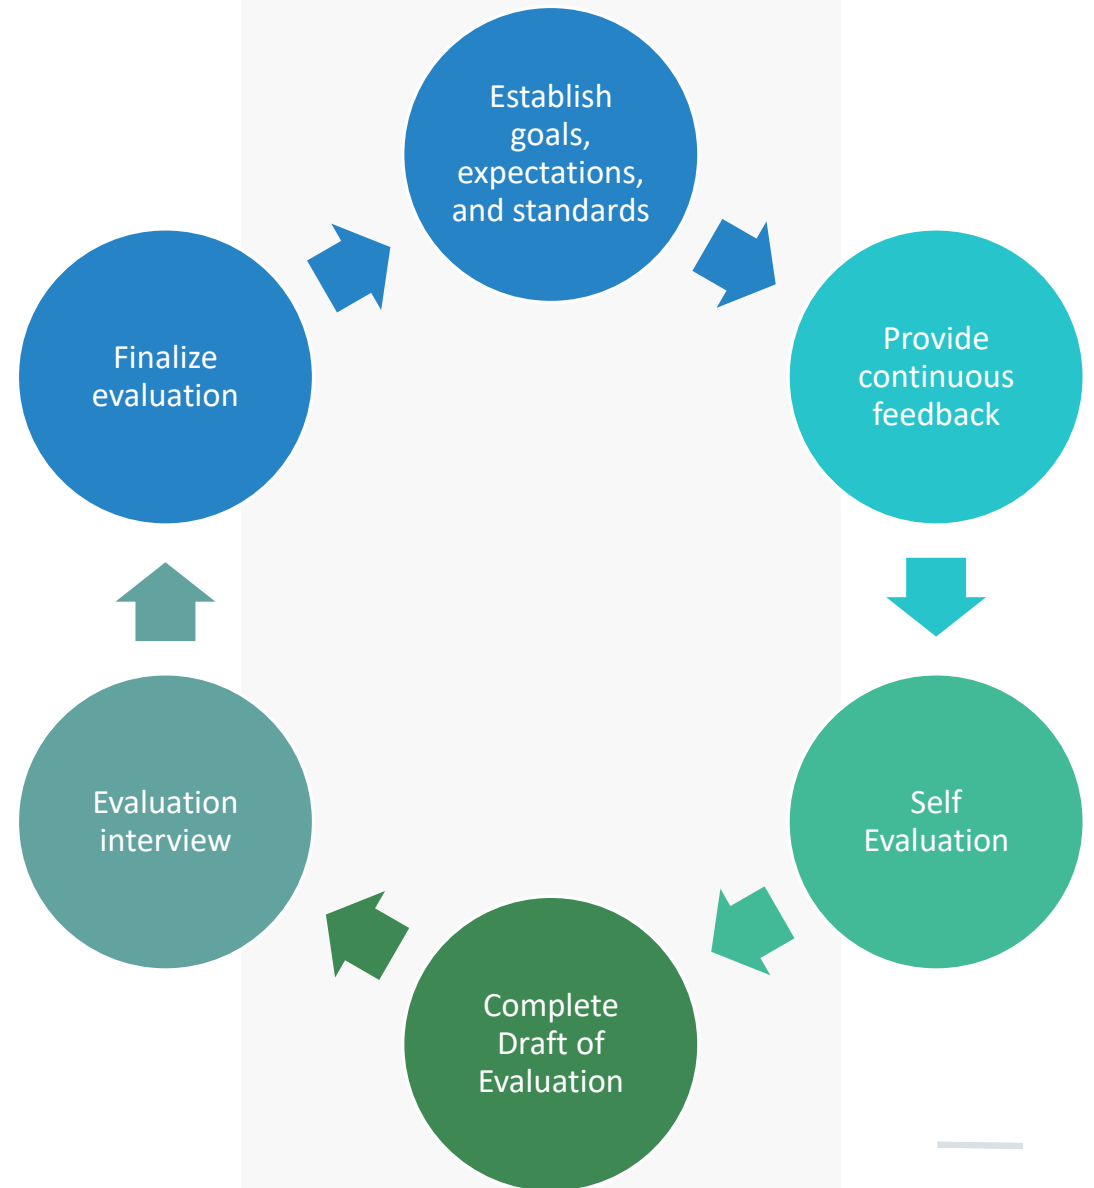 Establish
goals,
expectations,
and standards
Provide
continuous
feedback
Self
Evaluation
Complete
Draft of
Evaluation
Evaluation
interview
Finalize
evaluation